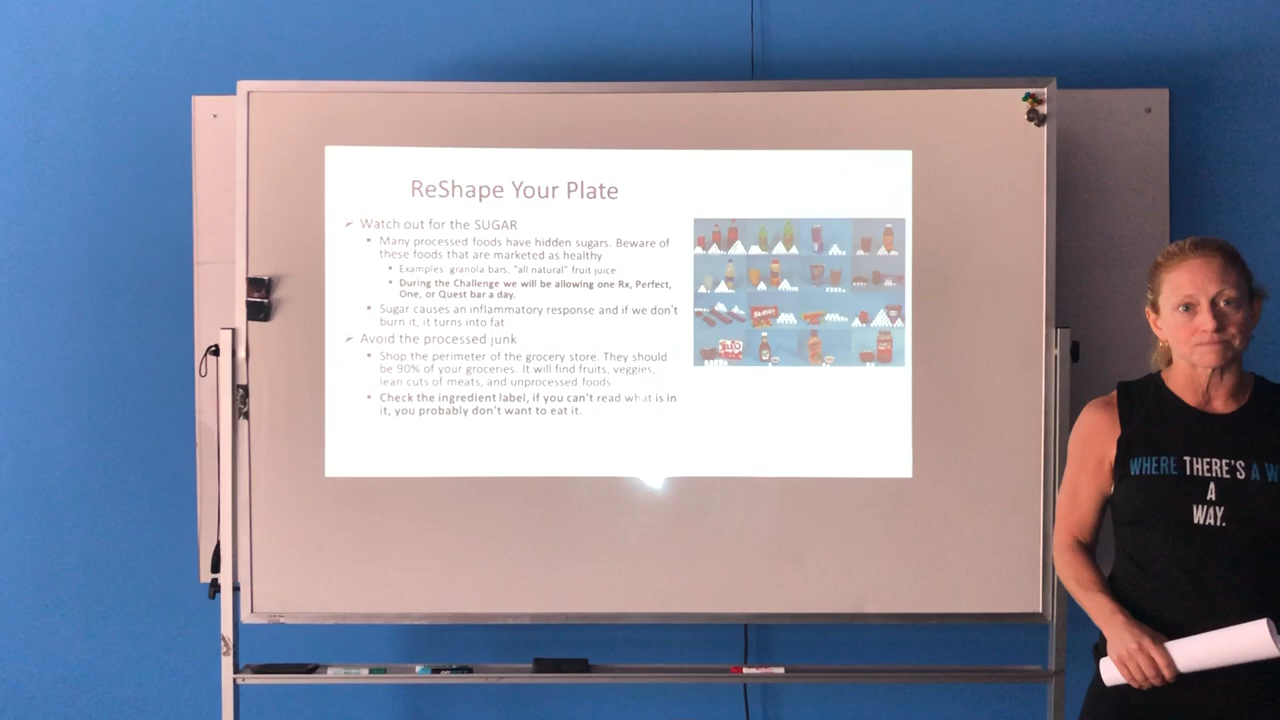 ReShape Your Plate
Watch out for the SUGAR
Many processed foods have hidden sugars. Beware of
these foods that are marketed as healthy
Examples granola bars, "all natural" fruit juice
During the Challenge we will be allowing one Rx, Perfect,
One, or Quest bar a day.
Sugar causes an inflammatory response and if we don't
burn it, it turns into fat.
Avoid the processed junk
Shop the perimeter of the grocery store. They should
be 90% of your groceries. It will find fruits, veggies,
lean cuts of meats, and unprocessed foods
Check the ingredient label, if you can't read what is in
it, you probably don't want to eat it.
WHERE THERE'S A W
A
WAY.